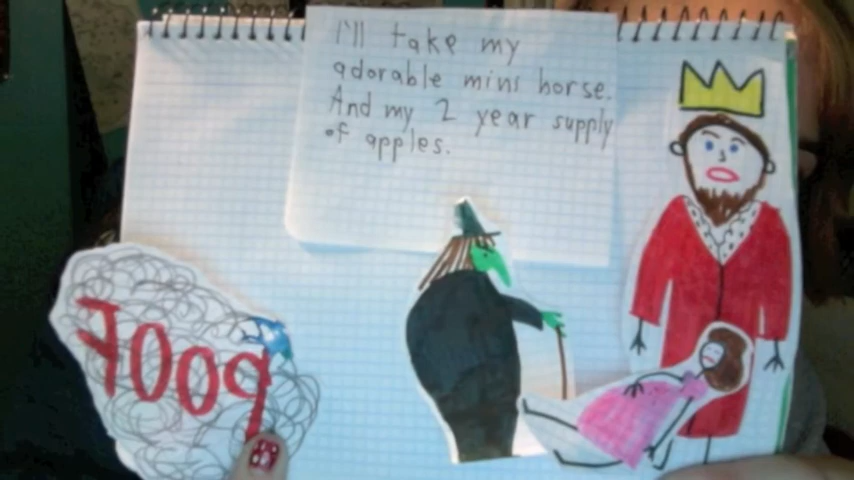 I'll take my
adorable mini horse.
And my 2 year supply
of apples.
Poof